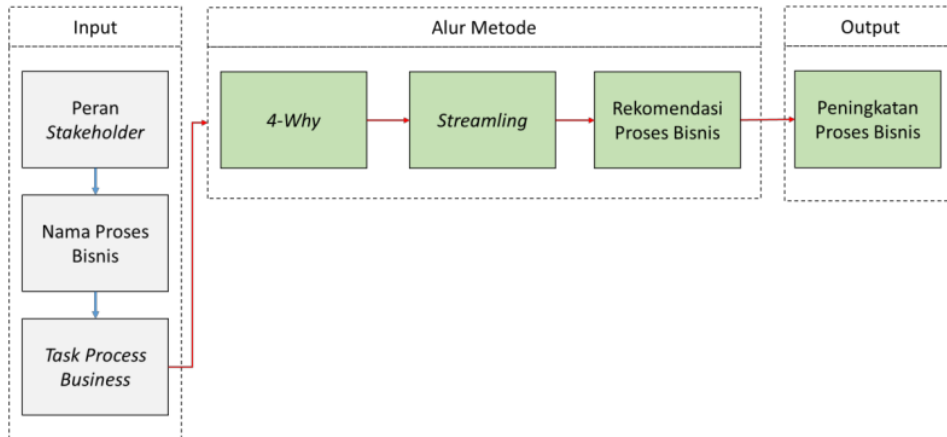 Input
Peran
Stakeholder
Nama Proses
Bisnis
Task Process
Business
Alur Metode
4-Why
Streamling
Rekomendasi
Proses Bisnis
Output
Peningkatan
Proses Bisnis